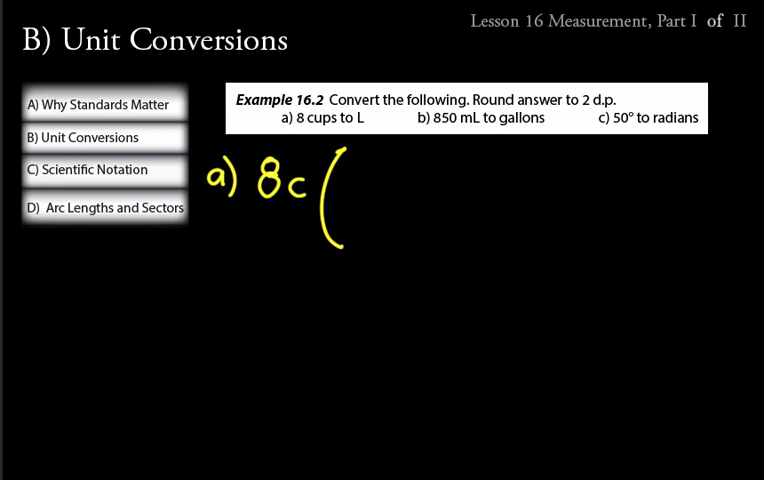 Lesson 16 Measurement, Part I of II
B) Unit Conversions
A) Why Standards Matter
B) Unit Conversions
C) Scientific Notation
D) Arc Lengths and Sectors
Example 16.2 Convert the following. Round answer to 2 d.p.
a) 8 cups to L b) 850 mL to gallons c) 50° to radians
a) 8c (